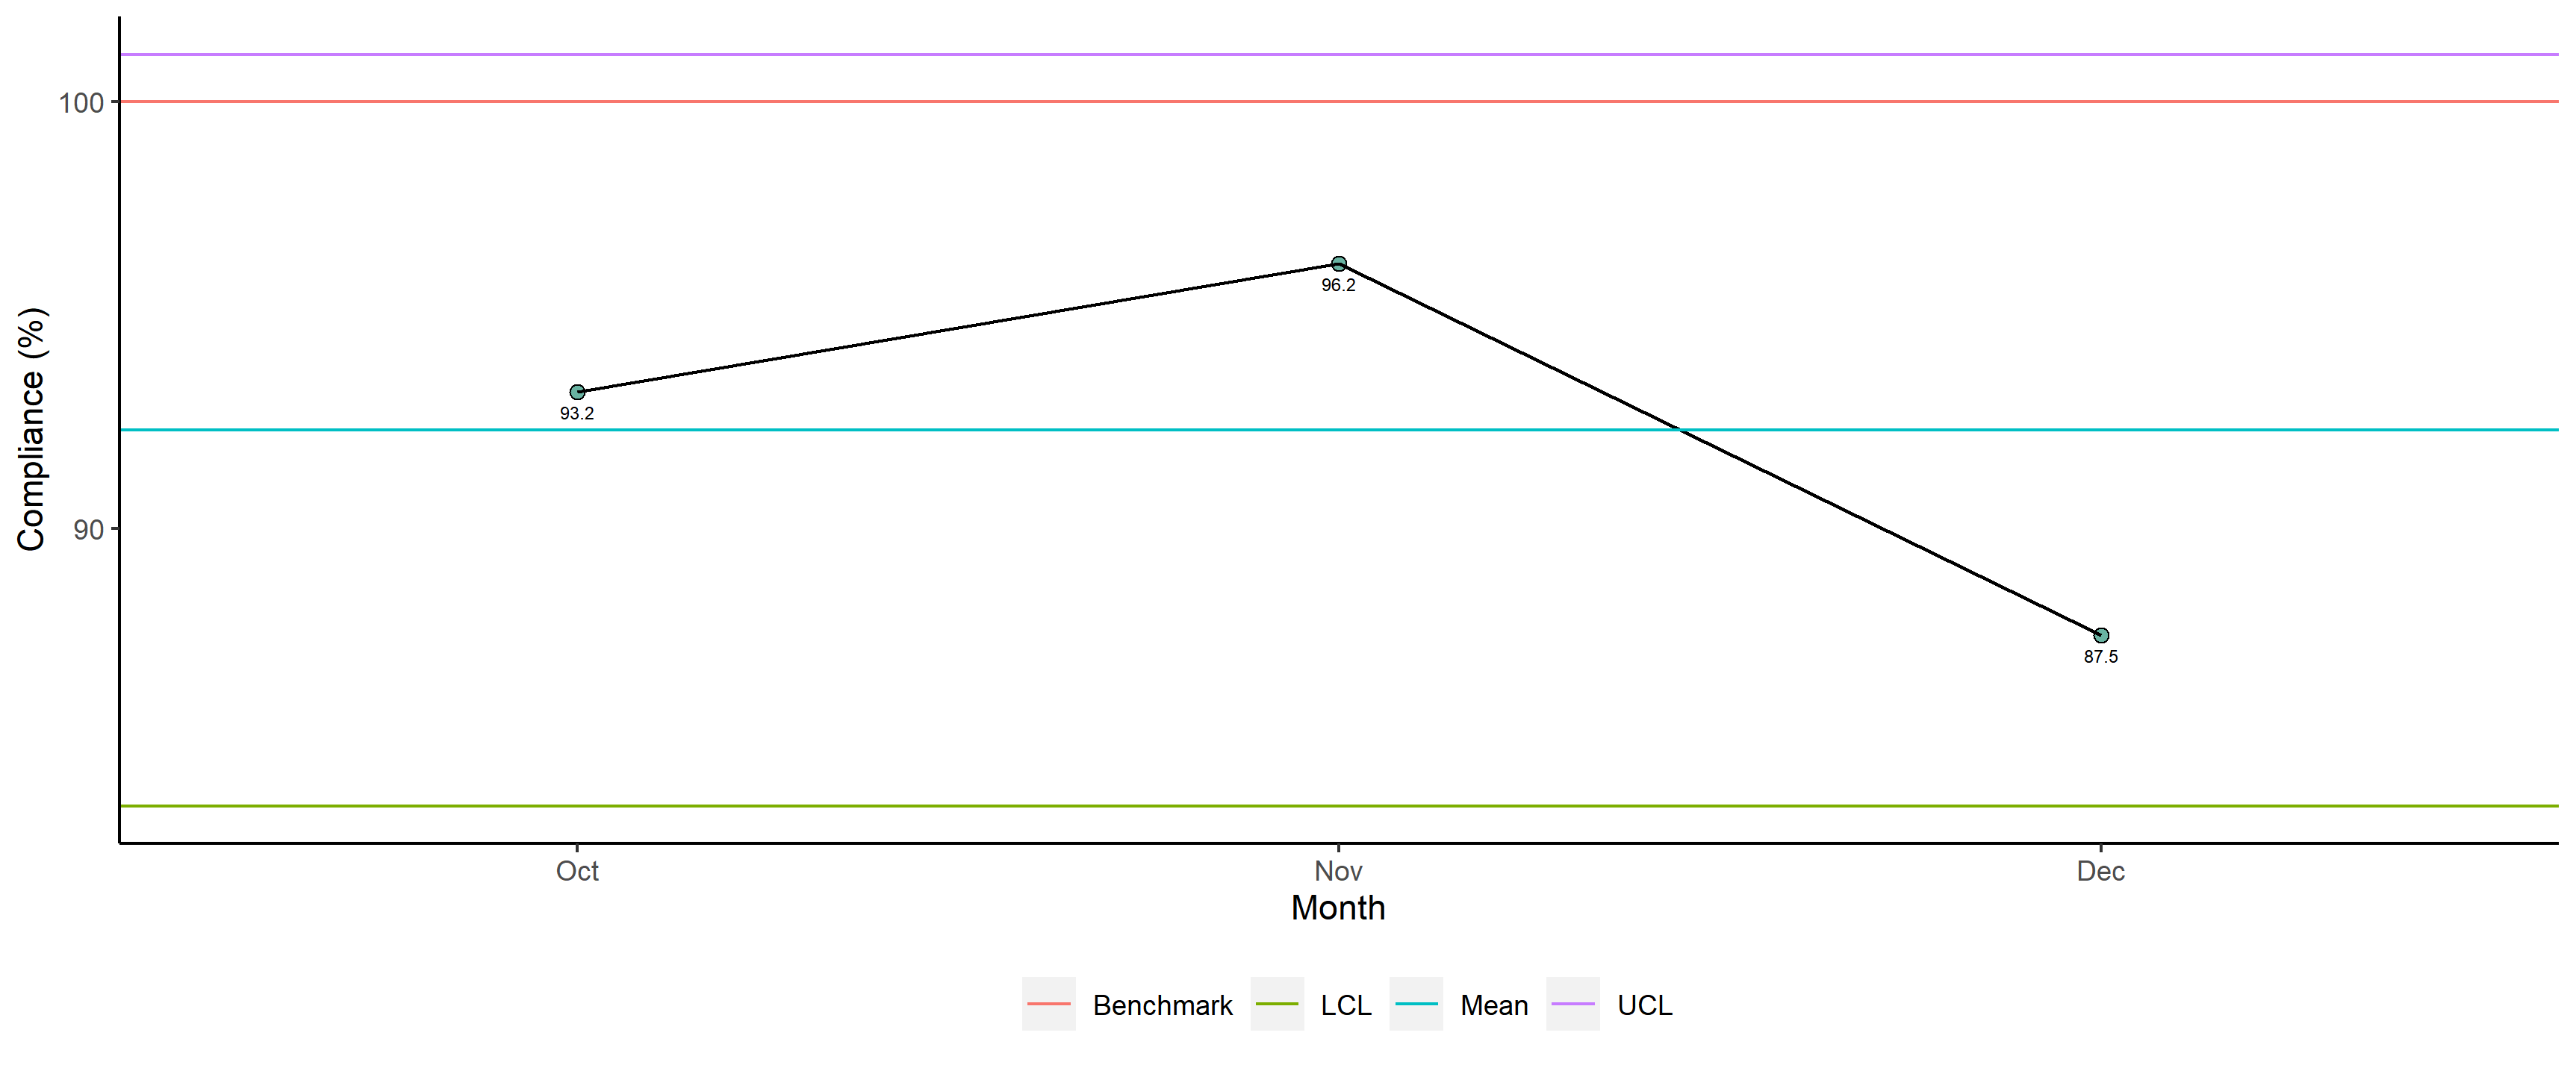 Compliance (%)
100
90
93.2
96.2
87.5
Oct Nov Dec
Month
Benchmark LCL Mean UCL